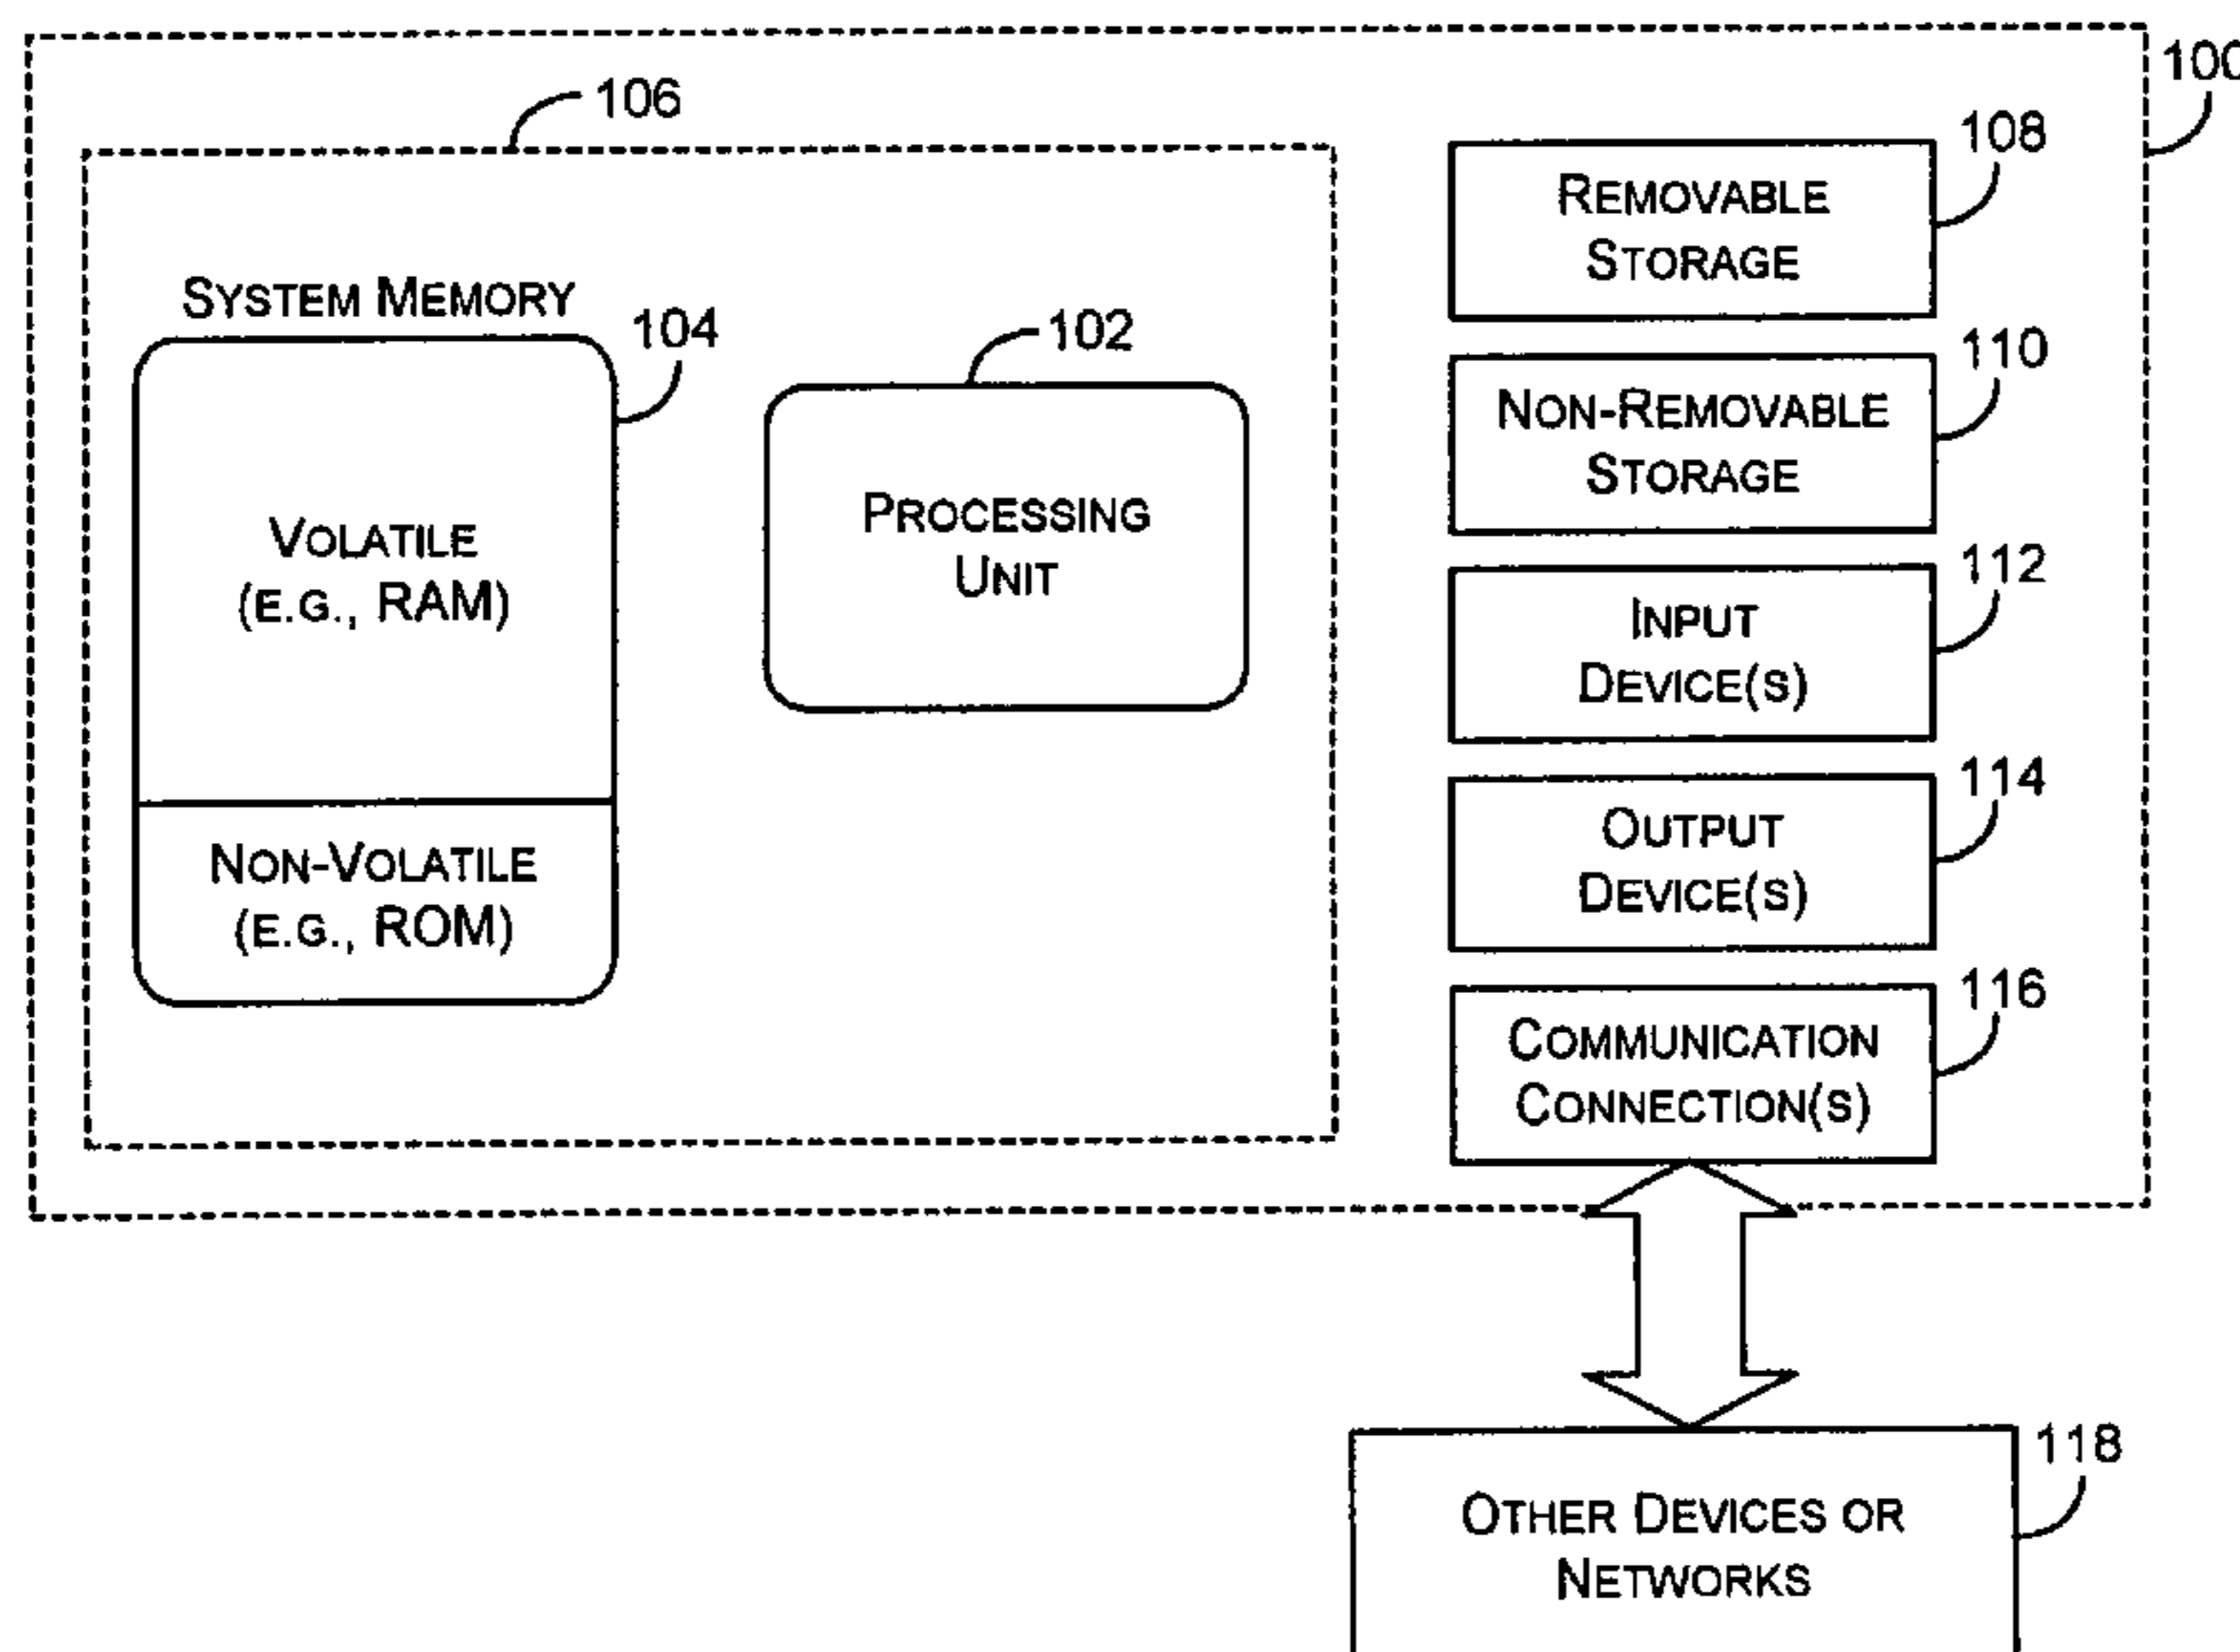 100
106
108
REMOVABLE
STORAGE
SYSTEM MEMORY
104
102
110
NON-REMOVABLE
STORAGE
VOLATILE
(E.G., RAM)
PROCESSING
UNIT
112
INPUT
DEVICE(S)
114
OUTPUT
DEVICE(S)
NON-VOLATILE
(E.G., ROM)
116
COMMUNICATION
CONNECTION(S)
118
OTHER DEVICES OR
NETWORKS